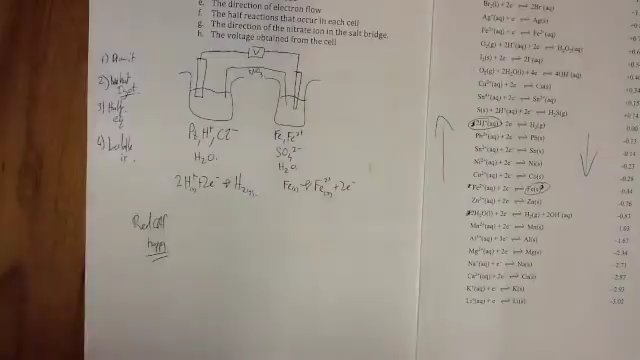 e. The direction of electron flow
f. The half reactions that occur in each cell
g. The direction of the nitrate ion in the salt bridge.
h. The voltage obtained from the cell
1) Draw it
2)
3) Half
4)
V
Pt, H⁺, Cl⁻
H₂O
Fe, Fe²⁺
SO₄²⁻
H₂O
2H⁺ + 2e⁻ → H₂(g)
Fe(s) → Fe²⁺ + 2e⁻
Red Cat
happy
Br₂(l) + 2e⁻ ⇌ 2Br⁻(aq)
Ag⁺(aq) + e⁻ ⇌ Ag(s)
Fe³⁺(aq) + e⁻ ⇌ Fe²⁺(aq)
O₂(g) + 2H⁺(aq) + 2e⁻ ⇌ H₂O₂(aq)
I₂(s) + 2e⁻ ⇌ 2I⁻(aq)
O₂(g) + 2H₂O(l) + 4e⁻ ⇌ 4OH⁻(aq)
Cu²⁺(aq) + 2e⁻ ⇌ Cu(s)
Sn⁴⁺(aq) + 2e⁻ ⇌ Sn²⁺(aq)
S(s) + 2H⁺(aq) + 2e⁻ ⇌ H₂S(g)
2H⁺(aq) + 2e⁻ ⇌ H₂(g) 0.00
Pb²⁺(aq) + 2e⁻ ⇌ Pb(s) -0.13
Sn²⁺(aq) + 2e⁻ ⇌ Sn(s) -0.14
Ni²⁺(aq) + 2e⁻ ⇌ Ni(s) -0.23
Co²⁺(aq) + 2e⁻ ⇌ Co(s) -0.28
Fe²⁺(aq) + 2e⁻ ⇌ Fe(s) -0.44
Zn²⁺(aq) + 2e⁻ ⇌ Zn(s) -0.76
2H₂O(l) + 2e⁻ ⇌ H₂(g) + 2OH⁻(aq) -0.83
Mn²⁺(aq) + 2e⁻ ⇌ Mn(s) -1.03
Al³⁺(aq) + 3e⁻ ⇌ Al(s) -1.67
Mg²⁺(aq) + 2e⁻ ⇌ Mg(s) -2.34
Na⁺(aq) + e⁻ ⇌ Na(s) -2.71
Ca²⁺(aq) + 2e⁻ ⇌ Ca(s) -2.87
K⁺(aq) + e⁻ ⇌ K(s) -2.93
Li⁺(aq) + e⁻ ⇌ Li(s) -3.02